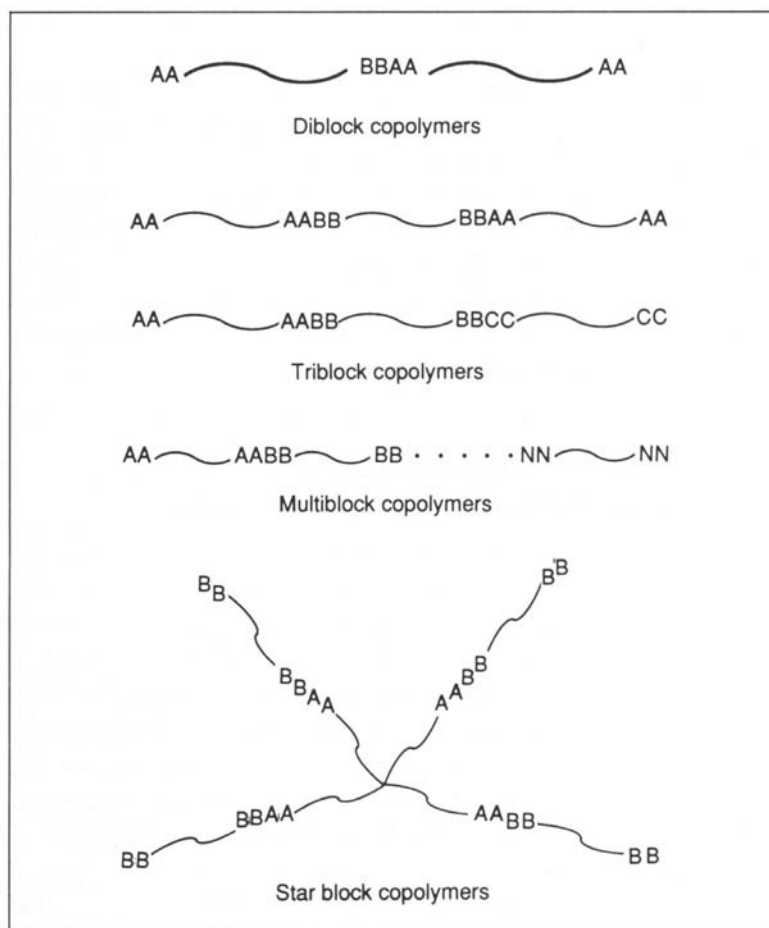 AA BBAA AA
Diblock copolymers
AA AABB BBAA AA
AA AABB BBCC CC
Triblock copolymers
AA AABB BB . . . . . NN NN
Multiblock copolymers
BB BB
BBAA AABB
BBAA AABB
BB BB
Star block copolymers